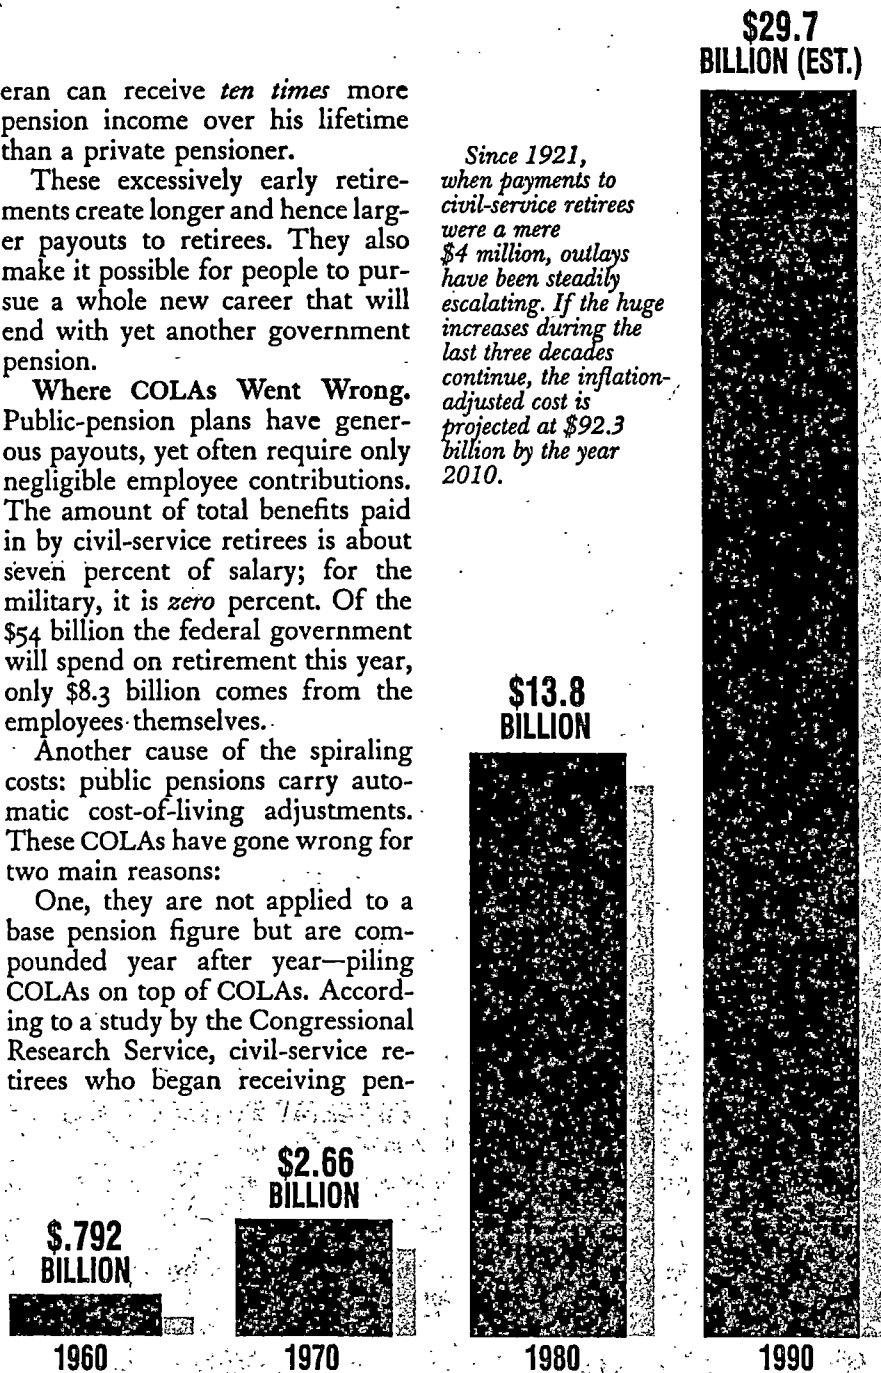 eran can receive ten times more
pension income over his lifetime
than a private pensioner.
These excessively early retire-
ments create longer and hence larg-
er payouts to retirees. They also
make it possible for people to pur-
sue a whole new career that will
end with yet another government
pension.
Where COLAs Went Wrong.
Public-pension plans have gener-
ous payouts, yet often require only
negligible employee contributions.
The amount of total benefits paid
in by civil-service retirees is about
seven percent of salary; for the
military, it is zero percent. Of the
$54 billion the federal government
will spend on retirement this year,
only $8.3 billion comes from the
employees themselves.
Another cause of the spiraling
costs: public pensions carry auto-
matic cost-of-living adjustments.
These COLAs have gone wrong for
two main reasons:
One, they are not applied to a
base pension figure but are com-
pounded year after year—piling
COLAs on top of COLAs. Accord-
ing to a study by the Congressional
Research Service, civil-service re-
tirees who began receiving pen-
Since 1921,
when payments to
civil-service retirees
were a mere
$4 million, outlays
have been steadily
escalating. If the huge
increases during the
last three decades
continue, the inflation-
adjusted cost is
projected at $92.3
billion by the year
2010.
$.792
BILLION
1960
$2.66
BILLION
1970
$13.8
BILLION
1980
$29.7
BILLION (EST.)
1990